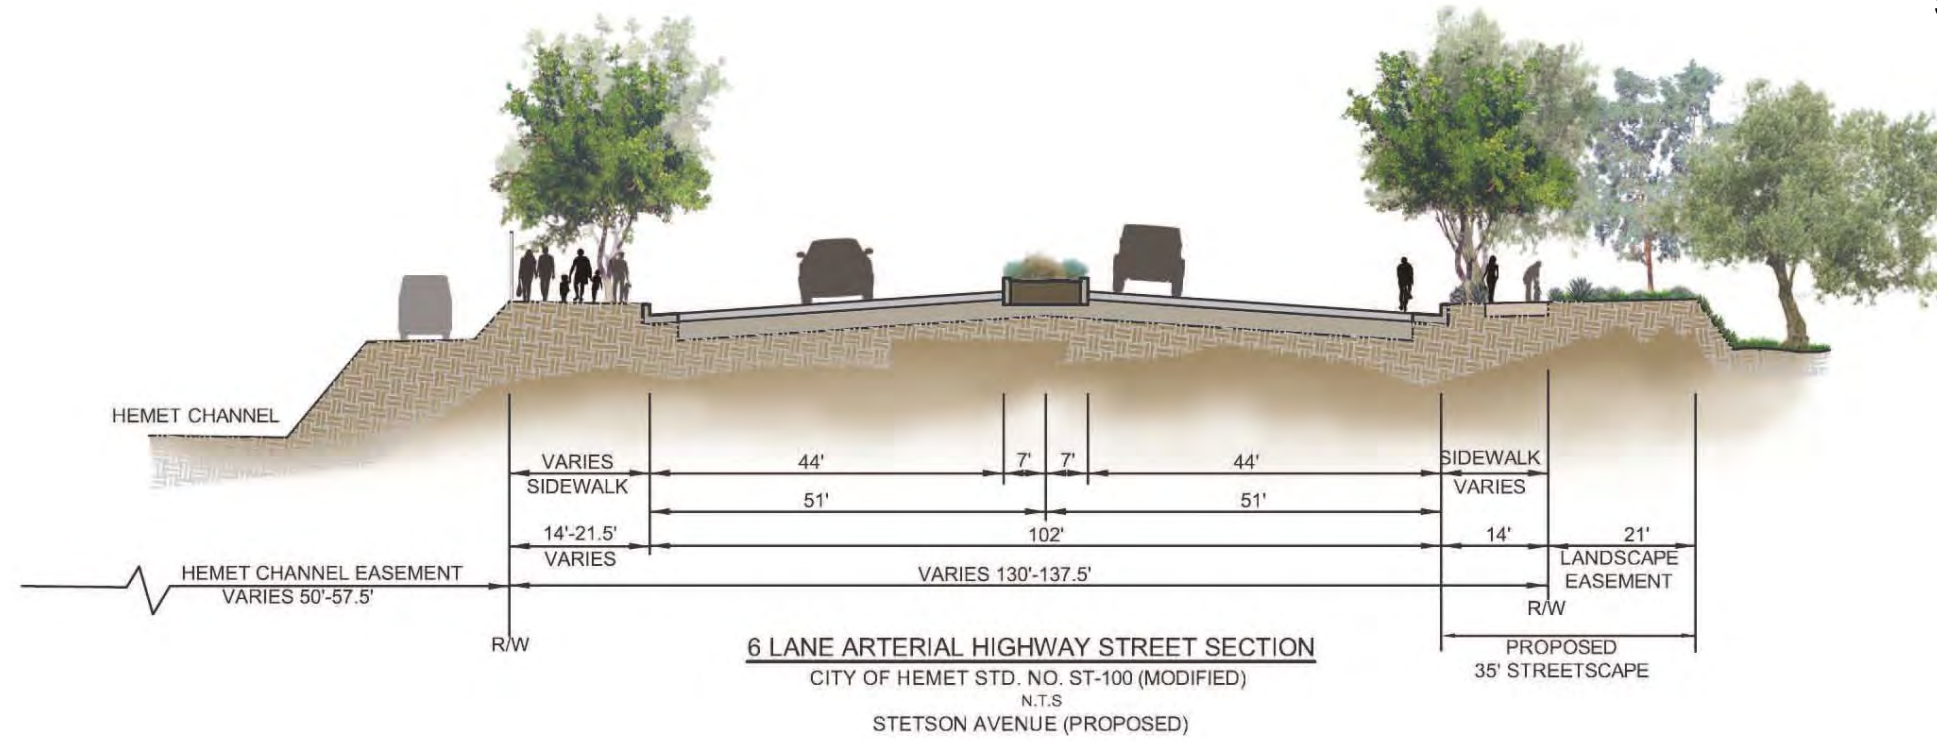 HEMET CHANNEL
VARIES 44' 7' 7' 44' SIDEWALK
SIDEWALK VARIES
51' 51'
14'-21.5' 102' 14' 21'
VARIES LANDSCAPE
EASEMENT
HEMET CHANNEL EASEMENT VARIES 130'-137.5'
VARIES 50'-57.5'
R/W
R/W
6 LANE ARTERIAL HIGHWAY STREET SECTION
PROPOSED
35' STREETSCAPE
CITY OF HEMET STD. NO. ST-100 (MODIFIED)
N.T.S
STETSON AVENUE (PROPOSED)